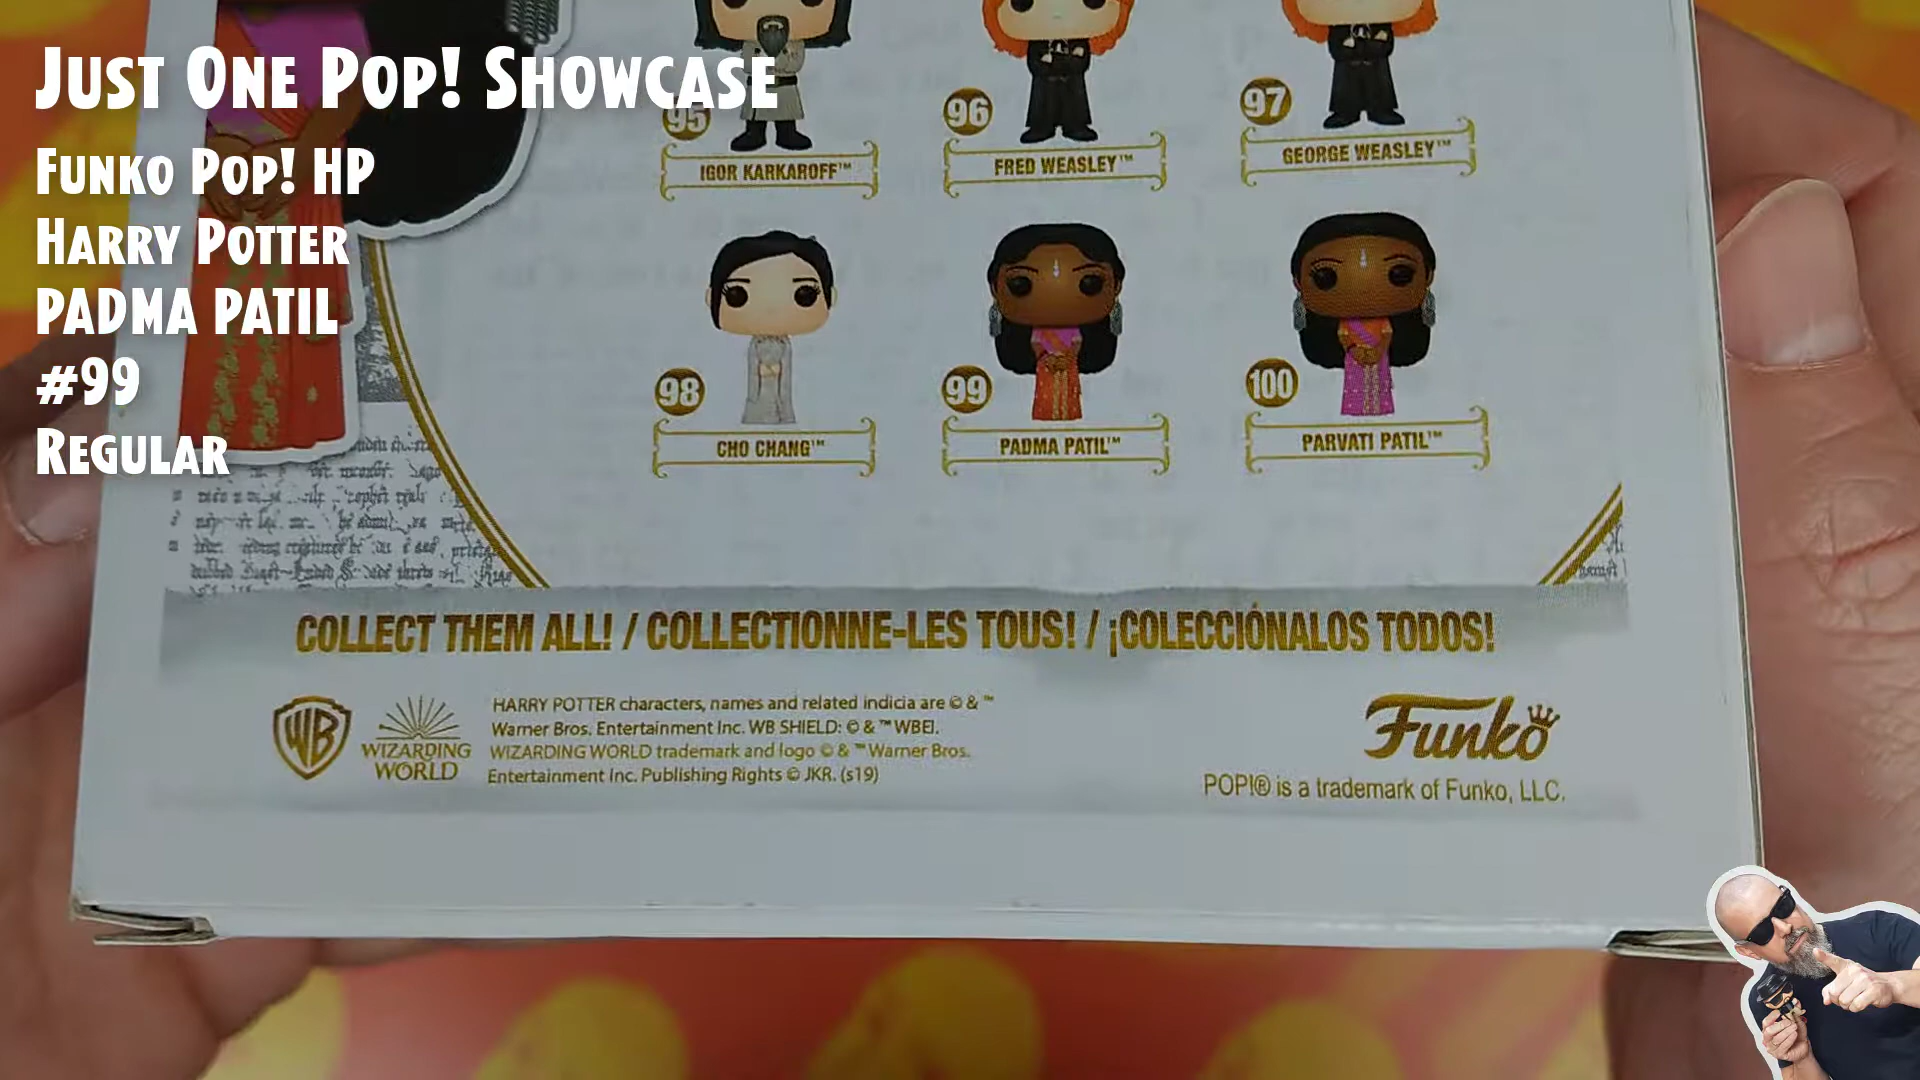 Just One Pop! Showcase
Funko Pop! HP
Harry Potter
PADMA PATIL
#99
Regular
95
IGOR KARKAROFF™
96
FRED WEASLEY™
97
GEORGE WEASLEY™
98
CHO CHANG™
99
PADMA PATIL™
100
PARVATI PATIL™
COLLECT THEM ALL! / COLLECTIONNE-LES TOUS! / ¡COLECCIÓNALOS TODOS!
WB
WIZARDING
WORLD
HARRY POTTER characters, names and related indicia are © & ™
Warner Bros. Entertainment Inc. WB SHIELD: © & ™ WBEI.
WIZARDING WORLD trademark and logo © & ™ Warner Bros.
Entertainment Inc. Publishing Rights © JKR. (s19)
Funko
POP!® is a trademark of Funko, LLC.